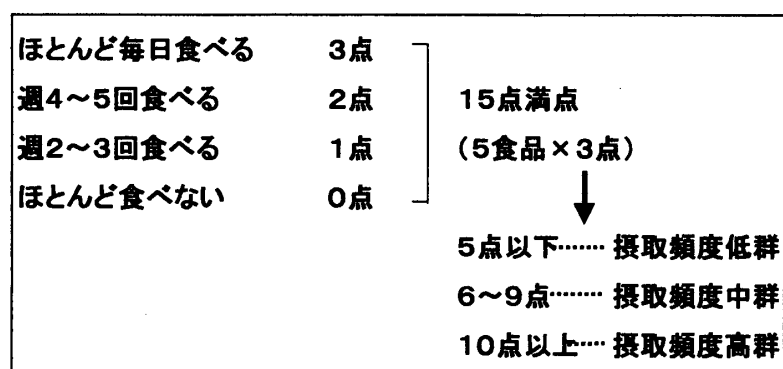 ほとんど毎日食べる 3点
週4〜5回食べる 2点 15点満点
週2〜3回食べる 1点 (5食品×3点)
ほとんど食べない 0点
5点以下……摂取頻度低群
6〜9点……摂取頻度中群
10点以上…摂取頻度高群